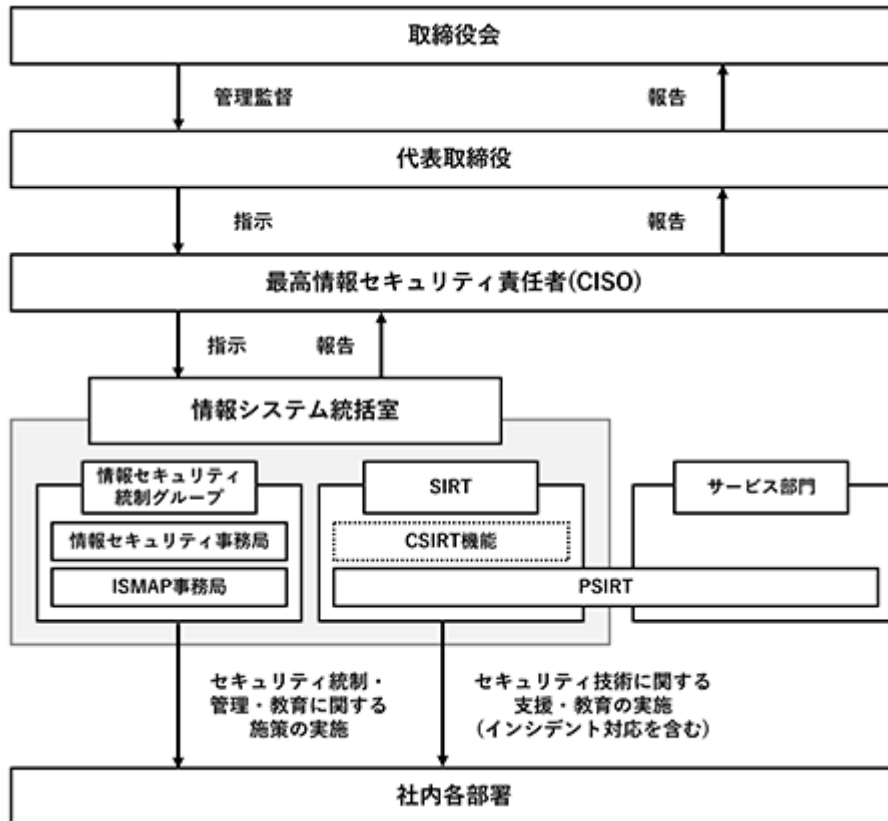 取締役会
管理監督
報告
代表取締役
指示
報告
最高情報セキュリティ責任者(CISO)
指示
報告
情報システム統括室
情報セキュリティ
統制グループ
情報セキュリティ事務局
ISMAP事務局
SIRT
CSIRT機能
サービス部門
PSIRT
セキュリティ統制・
管理・教育に関する
施策の実施
セキュリティ技術に関する
支援・教育の実施
(インシデント対応を含む)
社内各部署